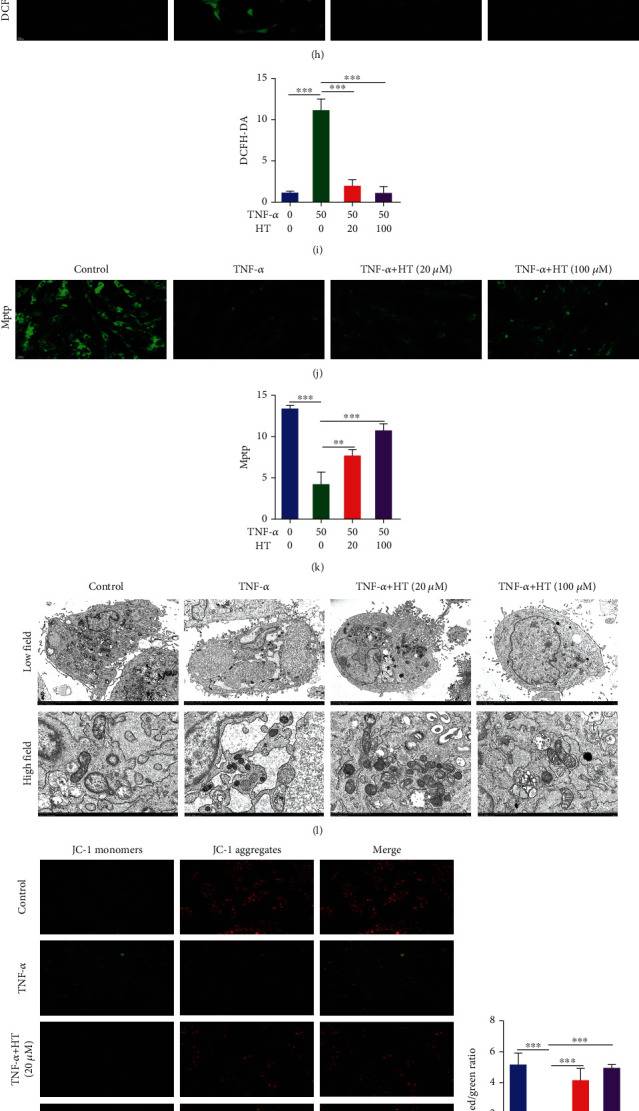 DCFH-DA
(h)
15
***
***
***
10
DCFH-DA
5
0
TNF-α 0 50 50 50
HT 0 0 20 100
(i)
Control TNF-α TNF-α+HT (20 μM) TNF-α+HT (100 μM)
Mptp
(j)
15
***
***
10
**
Mptp
5
0
TNF-α 0 50 50 50
HT 0 0 20 100
(k)
Control TNF-α TNF-α+HT (20 μM) TNF-α+HT (100 μM)
Low field
High field
(l)
JC-1 monomers JC-1 aggregates Merge
Control
TNF-α
TNF-α+HT
(20 μM)
8
***
***
6
***
4
ed/green ratio